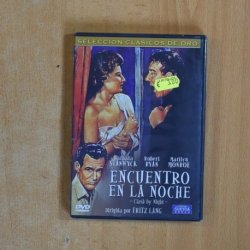 SELECCION CLASICOS DE ORO
Barbara Robert Marilyn
STANWYCK RYAN MONROE
ENCUENTRO
EN LA NOCHE
- Clash by Night -
Dirigida por FRITZ LANG
DVD